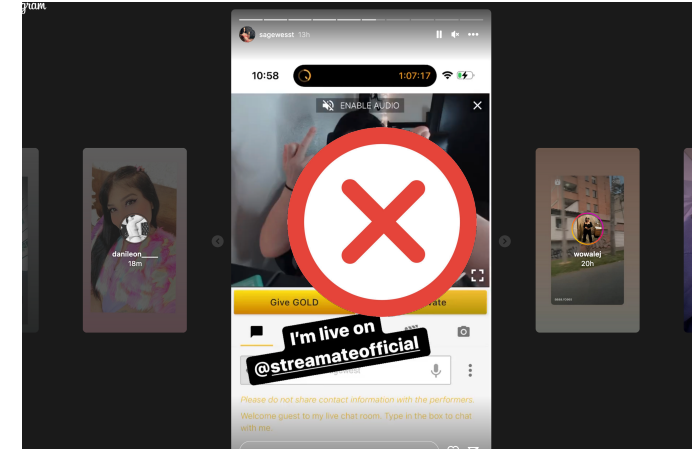 gram
sagewesst 13h
10:58
1:07:17
ENABLE AUDIO
danileon____
18m
wowalej
20h
Give GOLD
I'm live on
@streamateofficial
Please do not share contact information with the performers.
Welcome guest to my live chat room. Type in the box to chat
with me.